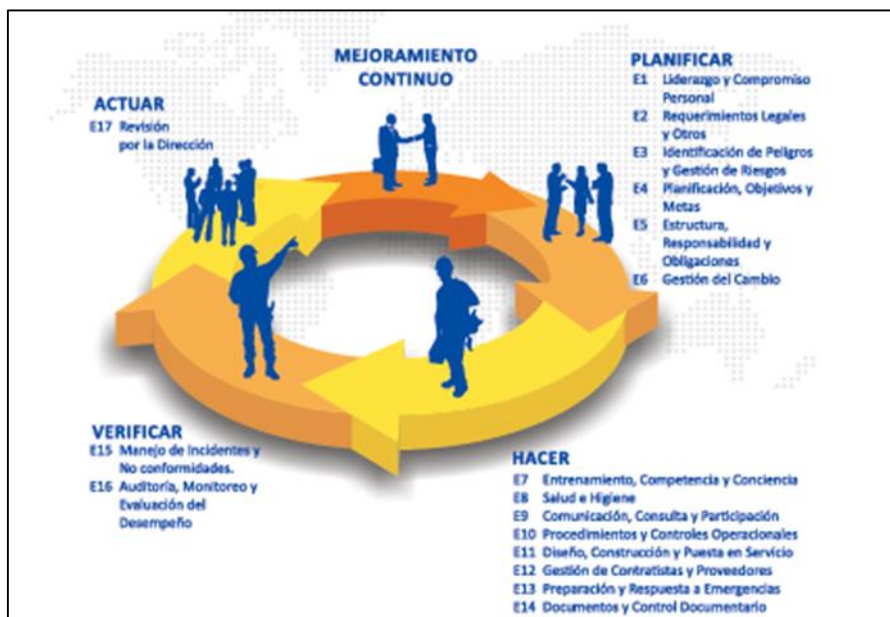 MEJORAMIENTO
CONTINUO
ACTUAR
E17 Revisión
por la Dirección
PLANIFICAR
E1 Liderazgo y Compromiso
Personal
E2 Requerimientos Legales
y Otros
E3 Identificación de Peligros
y Gestión de Riesgos
E4 Planificación, Objetivos y
Metas
E5 Estructura,
Responsabilidad y
Obligaciones
E6 Gestión del Cambio
VERIFICAR
E15 Manejo de Incidentes y
No conformidades.
E16 Auditoría, Monitoreo y
Evaluación del
Desempeño
HACER
E7 Entrenamiento, Competencia y Conciencia
E8 Salud e Higiene
E9 Comunicación, Consulta y Participación
E10 Procedimientos y Controles Operacionales
E11 Diseño, Construcción y Puesta en Servicio
E12 Gestión de Contratistas y Proveedores
E13 Preparación y Respuesta a Emergencias
E14 Documentos y Control Documentario